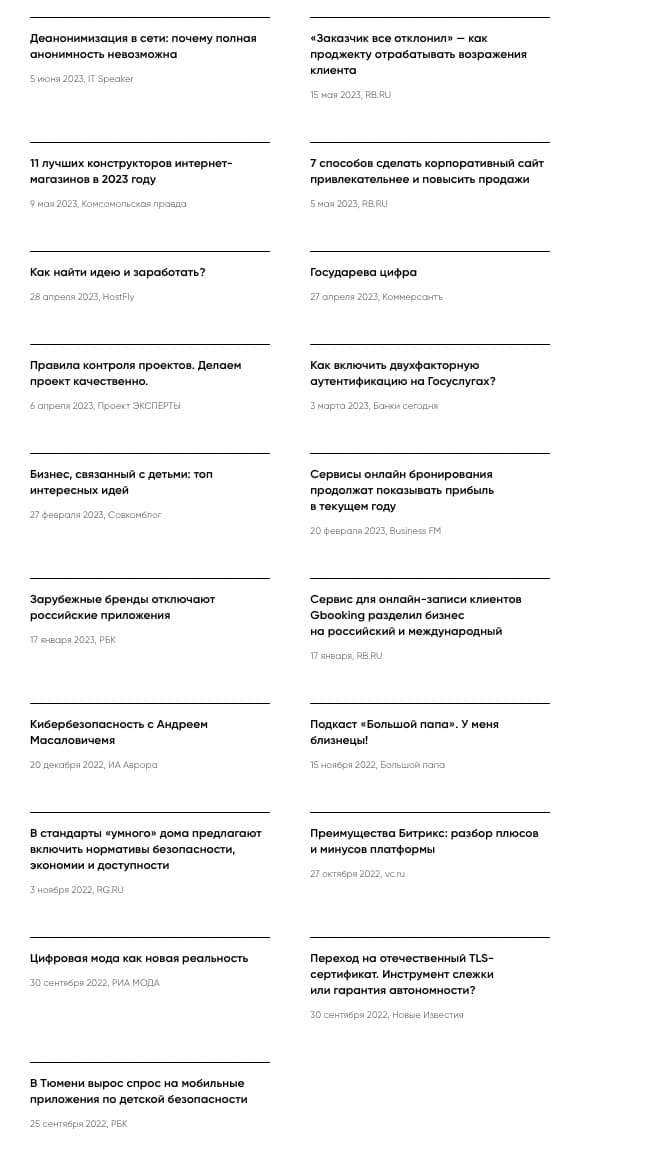 Деанонимизация в сети: почему полная
анонимность невозможна
5 июня 2023, IT Speaker
«Заказчик все отклонил» — как
проджекту отрабатывать возражения
клиента
15 мая 2023, RB.RU
11 лучших конструкторов интернет-
магазинов в 2023 году
9 мая 2023, Комсомольская правда
7 способов сделать корпоративный сайт
привлекательнее и повысить продажи
5 мая 2023, RB.RU
Как найти идею и заработать?
28 апреля 2023, HostFly
Государева цифра
27 апреля 2023, Коммерсантъ
Правила контроля проектов. Делаем
проект качественно.
6 апреля 2023, Проект ЭКСПЕРТЫ
Как включить двухфакторную
аутентификацию на Госуслугах?
3 марта 2023, Банки сегодня
Бизнес, связанный с детьми: топ
интересных идей
27 февраля 2023, Совкомблог
Сервисы онлайн бронирования
продолжат показывать прибыль
в текущем году
20 февраля 2023, Business FM
Зарубежные бренды отключают
российские приложения
17 января 2023, РБК
Сервис для онлайн-записи клиентов
Gbooking разделил бизнес
на российский и международный
17 января, RB.RU
Кибербезопасность с Андреем
Масаловичемя
20 декабря 2022, ИА Аврора
Подкаст «Большой папа». У меня
близнецы!
15 ноября 2022, Большой папа
В стандарты «умного» дома предлагают
включить нормативы безопасности,
экономии и доступности
3 ноября 2022, RG.RU
Преимущества Битрикс: разбор плюсов
и минусов платформы
27 октября 2022, vc.ru
Цифровая мода как новая реальность
30 сентября 2022, РИА МОДА
Переход на отечественный TLS-
сертификат. Инструмент слежки
или гарантия автономности?
30 сентября 2022, Новые Известия
В Тюмени вырос спрос на мобильные
приложения по детской безопасности
25 сентября 2022, РБК